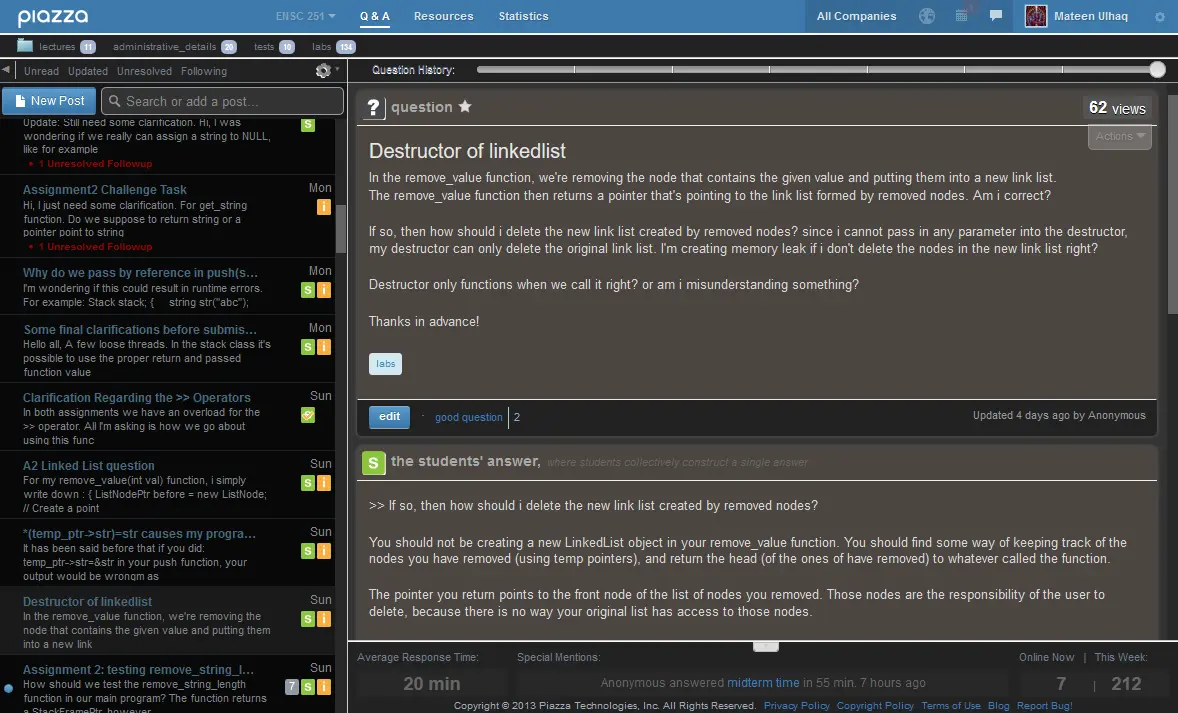 piazza
ENSC 251
Q & A
Resources
Statistics
All Companies
Mateen Ulhaq
lectures 11
administrative_details 20
tests 10
labs 134
Unread Updated Unresolved Following
Question History:
New Post
Search or add a post...
Update: Still need some clarification. Hi, I was
wondering if we really can assign a string to NULL,
like for example
S
• 1 Unresolved Followup
Assignment2 Challenge Task
Mon
Hi, I just need some clarification. For get_string
function. Do we suppose to return string or a
pointer point to string
i
• 1 Unresolved Followup
Why do we pass by reference in push(s...
Mon
I'm wondering if this could result in runtime errors.
For example: Stack stack; { string str("abc");
S i
Some final clarifications before submis...
Mon
Hello all, A few loose threads. In the stack class it's
possible to use the proper return and passed
function value
S i
Clarification Regarding the >> Operators
Sun
In both assignments we have an overload for the
>> operator. All I'm asking is how we go about
using this func
A2 Linked List question
Sun
For my remove_value(int val) function, i simply
write down : { ListNodePtr before = new ListNode;
// Create a point
S i
*(temp_ptr->str)=str causes my progra...
Sun
It has been said before that if you did:
temp_ptr->str=&str in your push function, your
output would be wrongm as
S i
Destructor of linkedlist
Sun
In the remove_value function, we're removing the
node that contains the given value and putting them
into a new link
S i
Assignment 2: testing remove_string_l...
Sun
How should we test the remove_string_length
function in our main program? The function returns
a StackFramePtr, however
7 S i
? question
62 views
Actions
Destructor of linkedlist
In the remove_value function, we're removing the node that contains the given value and putting them into a new link list.
The remove_value function then returns a pointer that's pointing to the link list formed by removed nodes. Am i correct?
If so, then how should i delete the new link list created by removed nodes? since i cannot pass in any parameter into the destructor,
my destructor can only delete the original link list. I'm creating memory leak if i don't delete the nodes in the new link list right?
Destructor only functions when we call it right? or am i misunderstanding something?
Thanks in advance!
labs
edit · good question 2
Updated 4 days ago by Anonymous
S the students' answer, where students collectively construct a single answer
>> If so, then how should i delete the new link list created by removed nodes?
You should not be creating a new LinkedList object in your remove_value function. You should find some way of keeping track of the
nodes you have removed (using temp pointers), and return the head (of the ones of have removed) to whatever called the function.
The pointer you return points to the front node of the list of nodes you removed. Those nodes are the responsibility of the user to
delete, because there is no way your original list has access to those nodes.
Average Response Time:
Special Mentions:
Online Now | This Week:
20 min
Anonymous answered midterm time in 55 min. 7 hours ago
7 | 212
Copyright © 2013 Piazza Technologies, Inc. All Rights Reserved. Privacy Policy Copyright Policy Terms of Use Blog Report Bug!